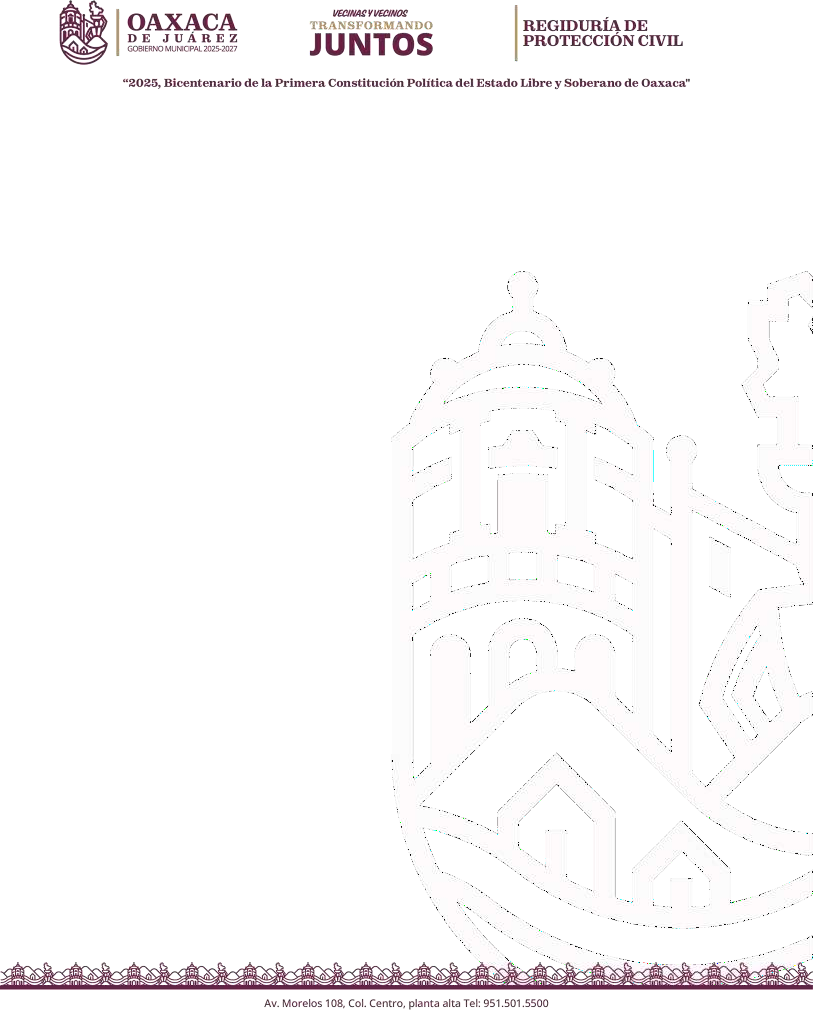 OAXACA
DE JUÁREZ
GOBIERNO MUNICIPAL 2025-2027
VECINAS Y VECINOS
TRANSFORMANDO
JUNTOS
REGIDURÍA DE
PROTECCIÓN CIVIL
“2025, Bicentenario de la Primera Constitución Política del Estado Libre y Soberano de Oaxaca”
Av. Morelos 108, Col. Centro, planta alta Tel: 951.501.5500